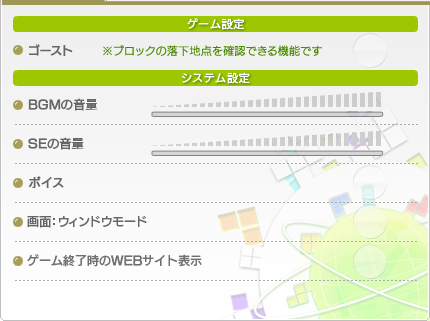 ゲーム設定
ゴースト ※ブロックの落下地点を確認できる機能です
システム設定
BGMの音量
SEの音量
ボイス
画面:ウィンドウモード
ゲーム終了時のWEBサイト表示